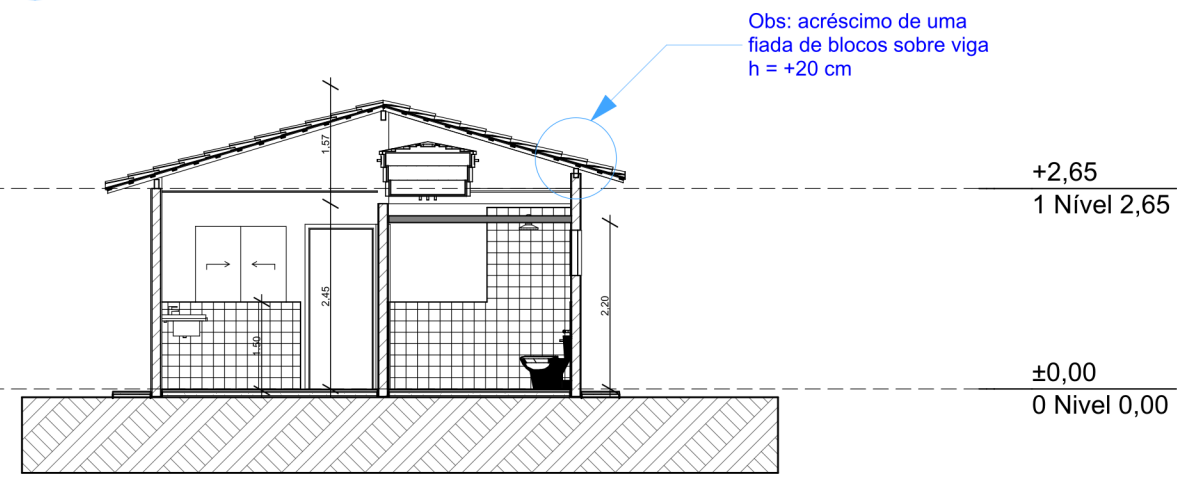 Obs: acréscimo de uma
fiada de blocos sobre viga
h = +20 cm
1,57
+2,65
1 Nível 2,65
2,45
2,20
1,50
±0,00
0 Nivel 0,00